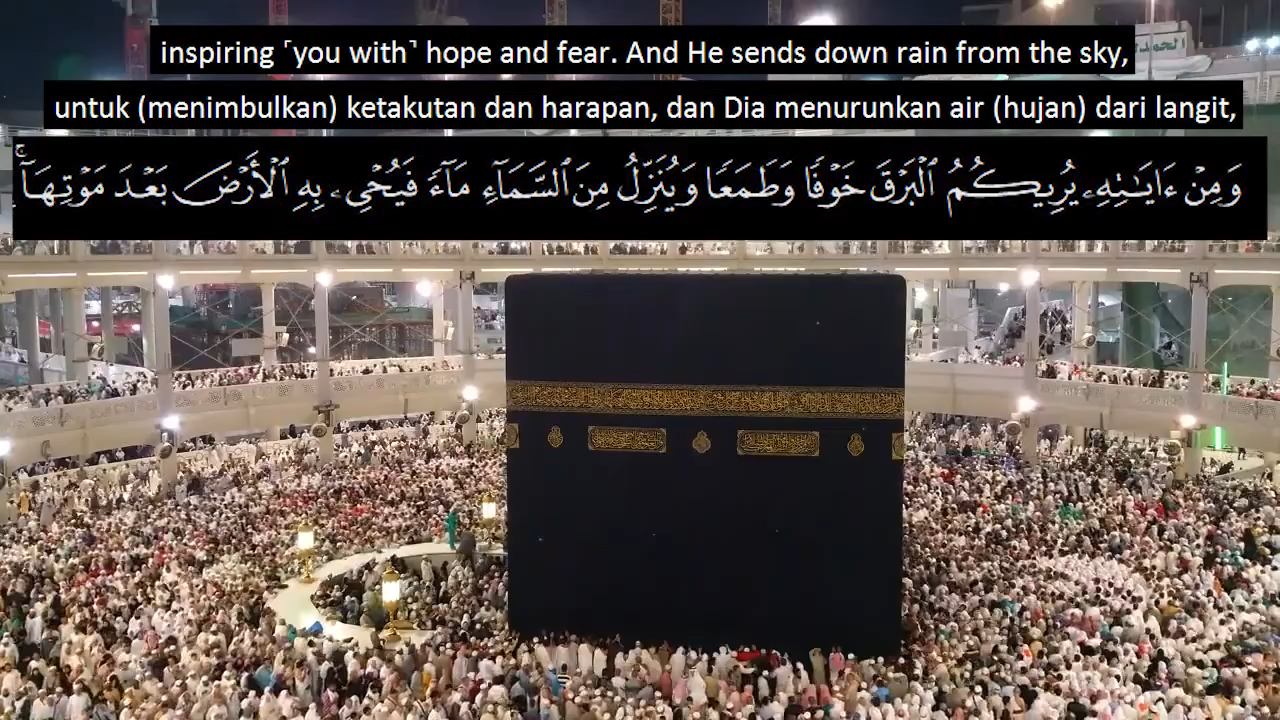 inspiring ˹you with˺ hope and fear. And He sends down rain from the sky,
untuk (menimbulkan) ketakutan dan harapan, dan Dia menurunkan air (hujan) dari langit,
وَمِنْ ءَايَـٰتِهِۦ يُرِيكُمُ ٱلْبَرْقَ خَوْفًا وَطَمَعًا وَيُنَزِّلُ مِنَ ٱلسَّمَآءِ مَآءً فَيُحْىِۦ بِهِ ٱلْأَرْضَ بَعْدَ مَوْتِهَآ ۚ